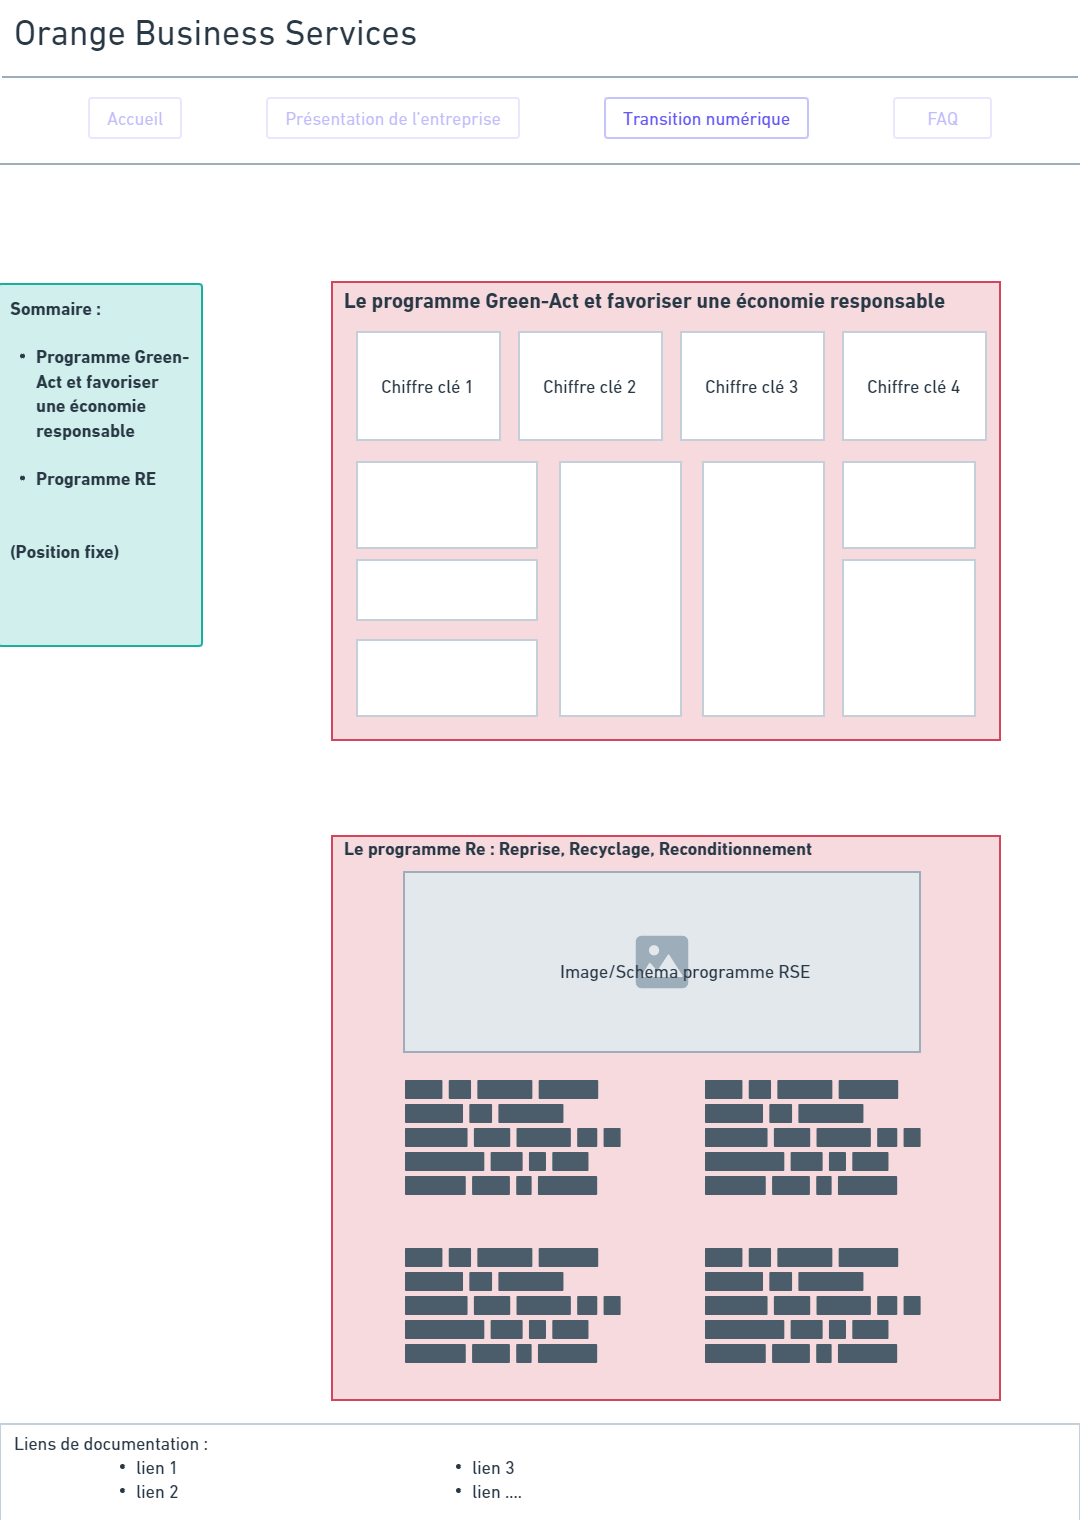 Orange Business Services
Accueil
Présentation de l'entreprise
Transition numérique
FAQ
Sommaire :
• Programme Green-
Act et favoriser
une économie
responsable
• Programme RE
(Position fixe)
Le programme Green-Act et favoriser une économie responsable
Chiffre clé 1
Chiffre clé 2
Chiffre clé 3
Chiffre clé 4
Le programme Re : Reprise, Recyclage, Reconditionnement
Image/Schema programme RSE
Liens de documentation :
• lien 1
• lien 2
• lien 3
• lien ....